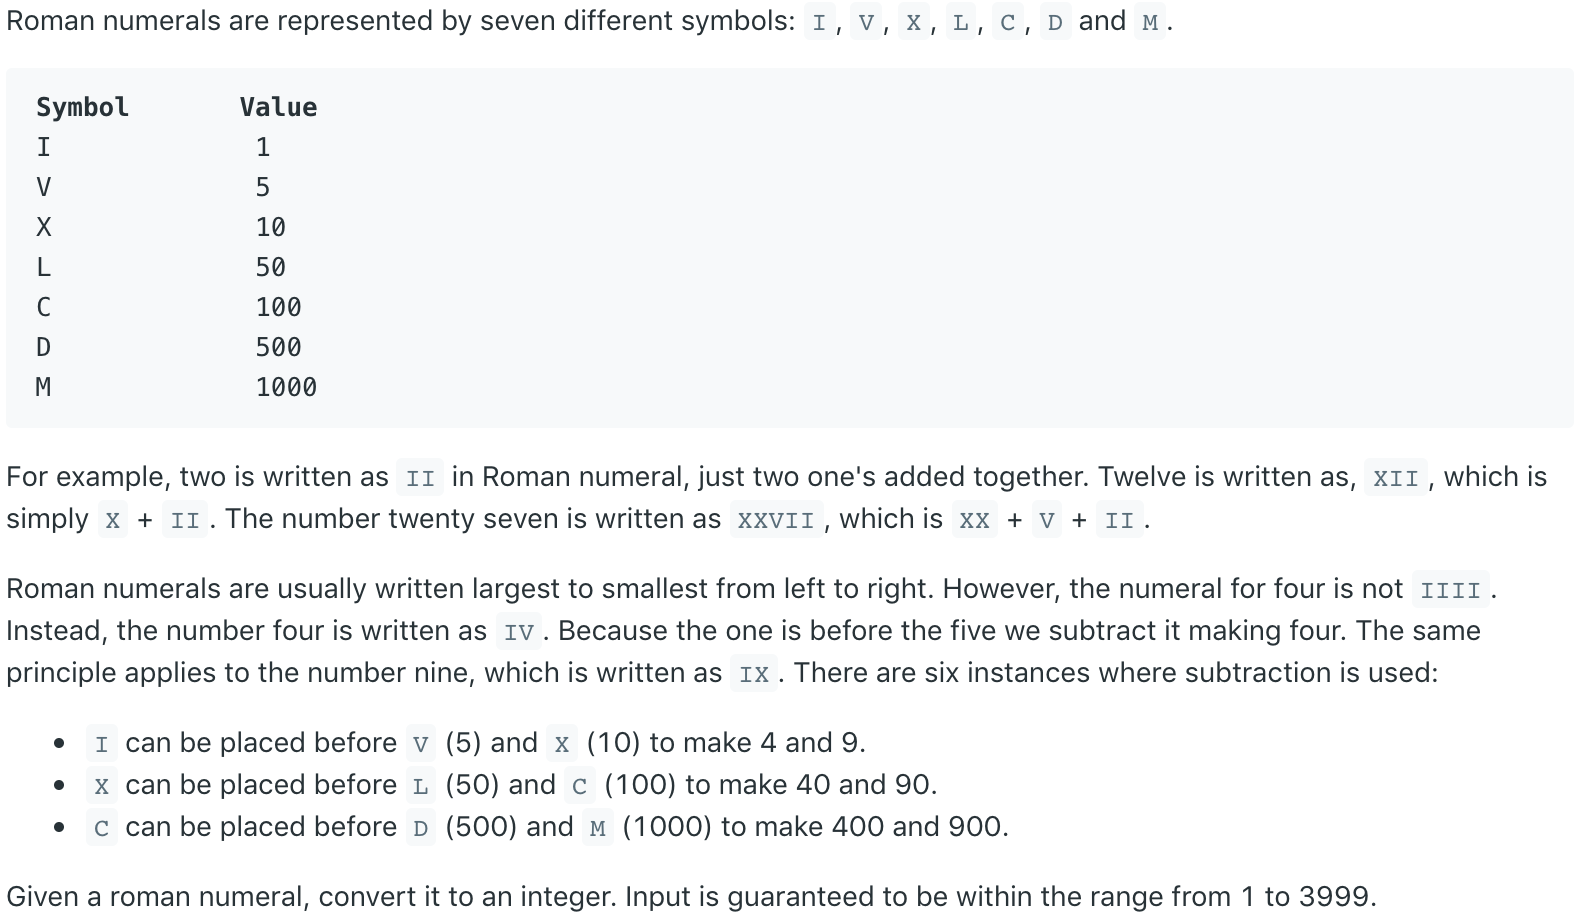 Roman numerals are represented by seven different symbols: I, V, X, L, C, D and M.
Symbol Value
I 1
V 5
X 10
L 50
C 100
D 500
M 1000
For example, two is written as II in Roman numeral, just two one's added together. Twelve is written as, XII, which is
simply X + II. The number twenty seven is written as XXVII, which is XX + V + II.
Roman numerals are usually written largest to smallest from left to right. However, the numeral for four is not IIII.
Instead, the number four is written as IV. Because the one is before the five we subtract it making four. The same
principle applies to the number nine, which is written as IX. There are six instances where subtraction is used:
• I can be placed before V (5) and X (10) to make 4 and 9.
• X can be placed before L (50) and C (100) to make 40 and 90.
• C can be placed before D (500) and M (1000) to make 400 and 900.
Given a roman numeral, convert it to an integer. Input is guaranteed to be within the range from 1 to 3999.